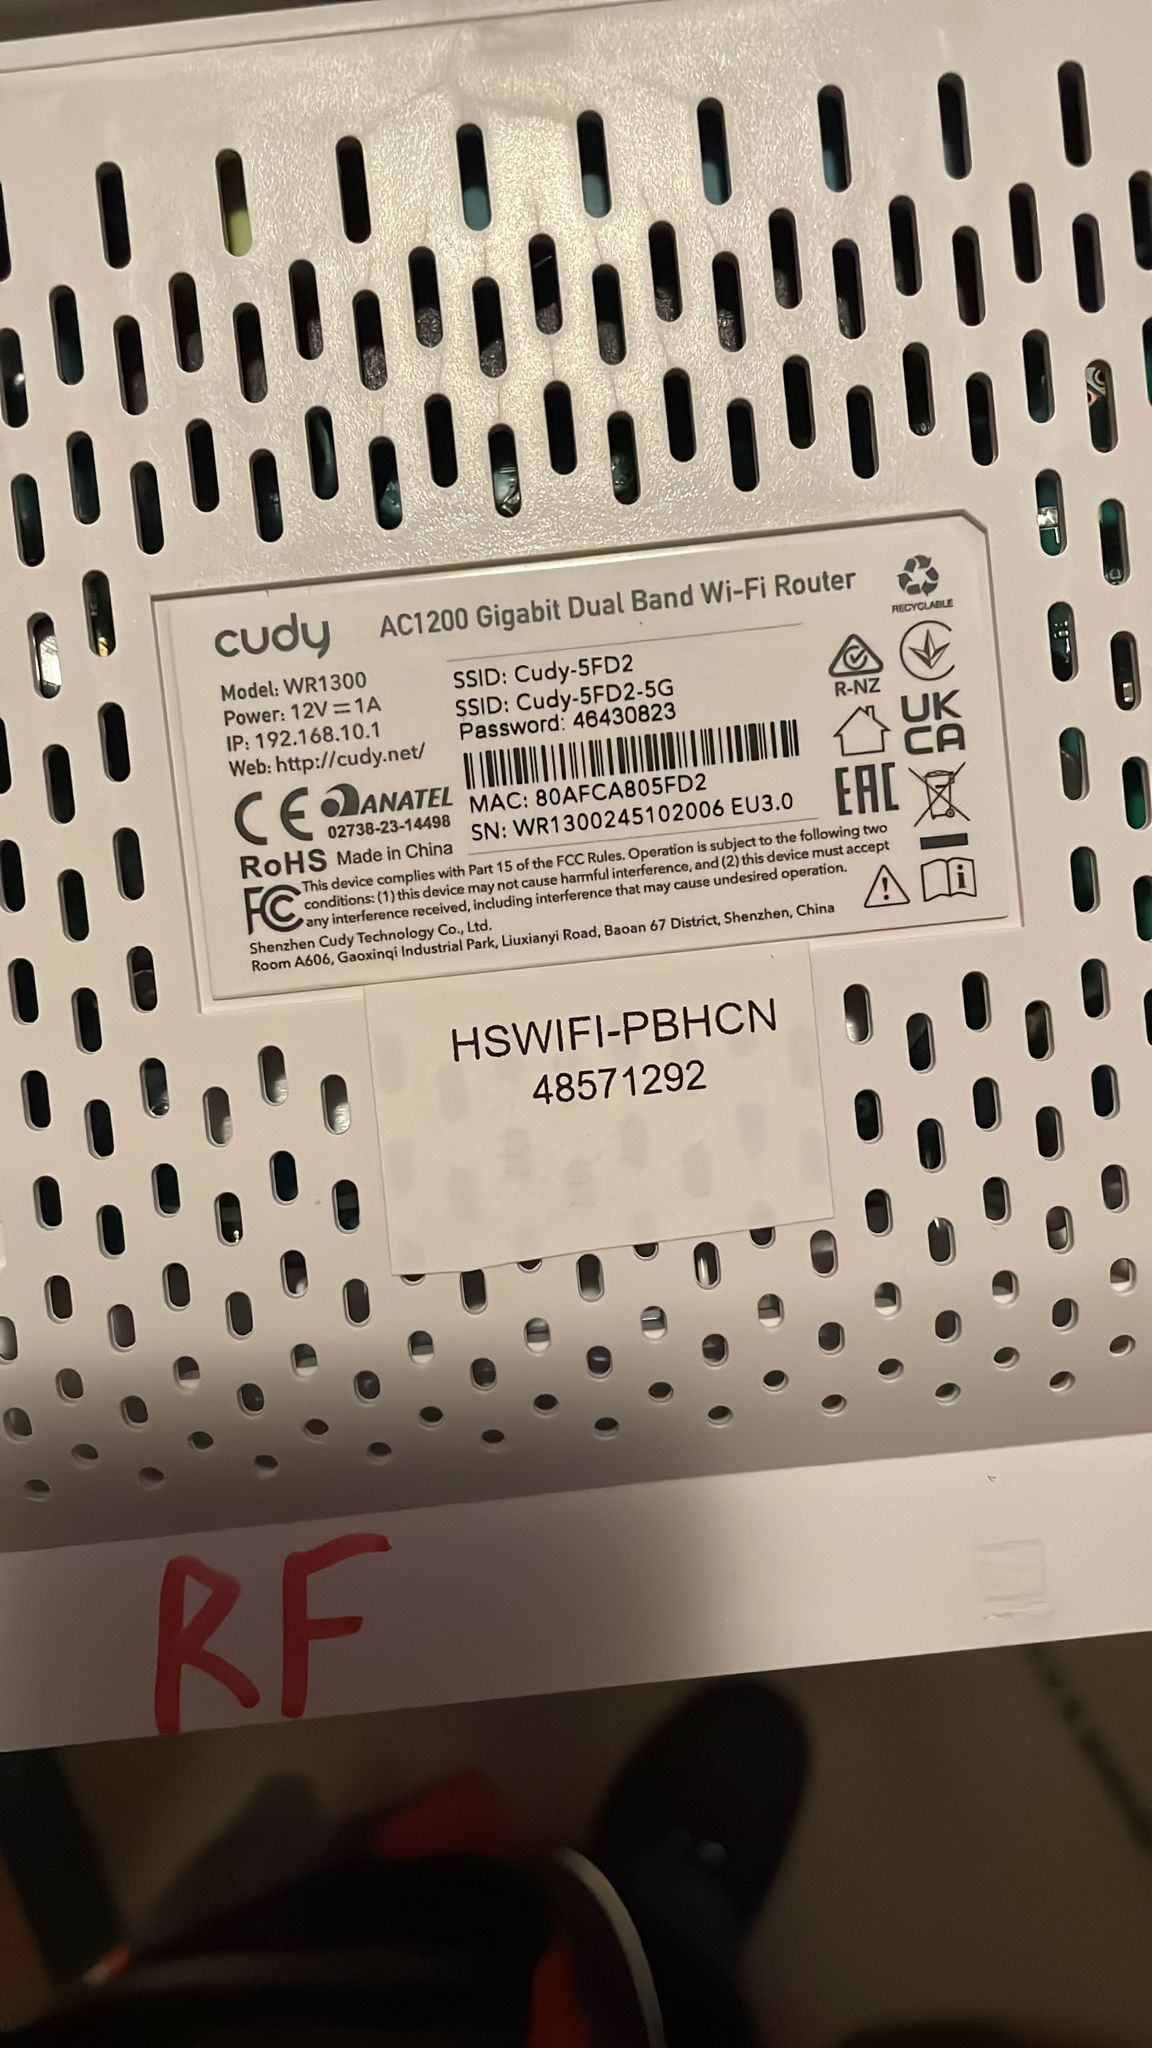 cudy AC1200 Gigabit Dual Band Wi-Fi Router
RECYCLABLE
Model: WR1300
Power: 12V⎓1A
IP: 192.168.10.1
Web: http://cudy.net/
SSID: Cudy-5FD2
SSID: Cudy-5FD2-5G
Password: 46430823
MAC: 80AFCA805FD2
SN: WR1300245102006 EU3.0
R-NZ
UK
CA
EAC
CE ANATEL
02738-23-14498
RoHS Made in China
FC This device complies with Part 15 of the FCC Rules. Operation is subject to the following two
conditions: (1) this device may not cause harmful interference, and (2) this device must accept
any interference received, including interference that may cause undesired operation.
Shenzhen Cudy Technology Co., Ltd.
Room A606, Gaoxinqi Industrial Park, Liuxianyi Road, Baoan 67 District, Shenzhen, China
HSWIFI-PBHCN
48571292
RF